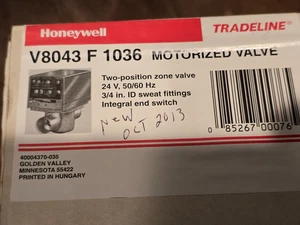 Honeywell
TRADELINE®
V8043 F 1036 MOTORIZED VALVE
Two-position zone valve
24 V, 50/60 Hz
3/4 in. ID sweat fittings
Integral end switch
New
OCT 2013
0 85267 00076
40004370-035
GOLDEN VALLEY
MINNESOTA 55422
PRINTED IN HUNGARY